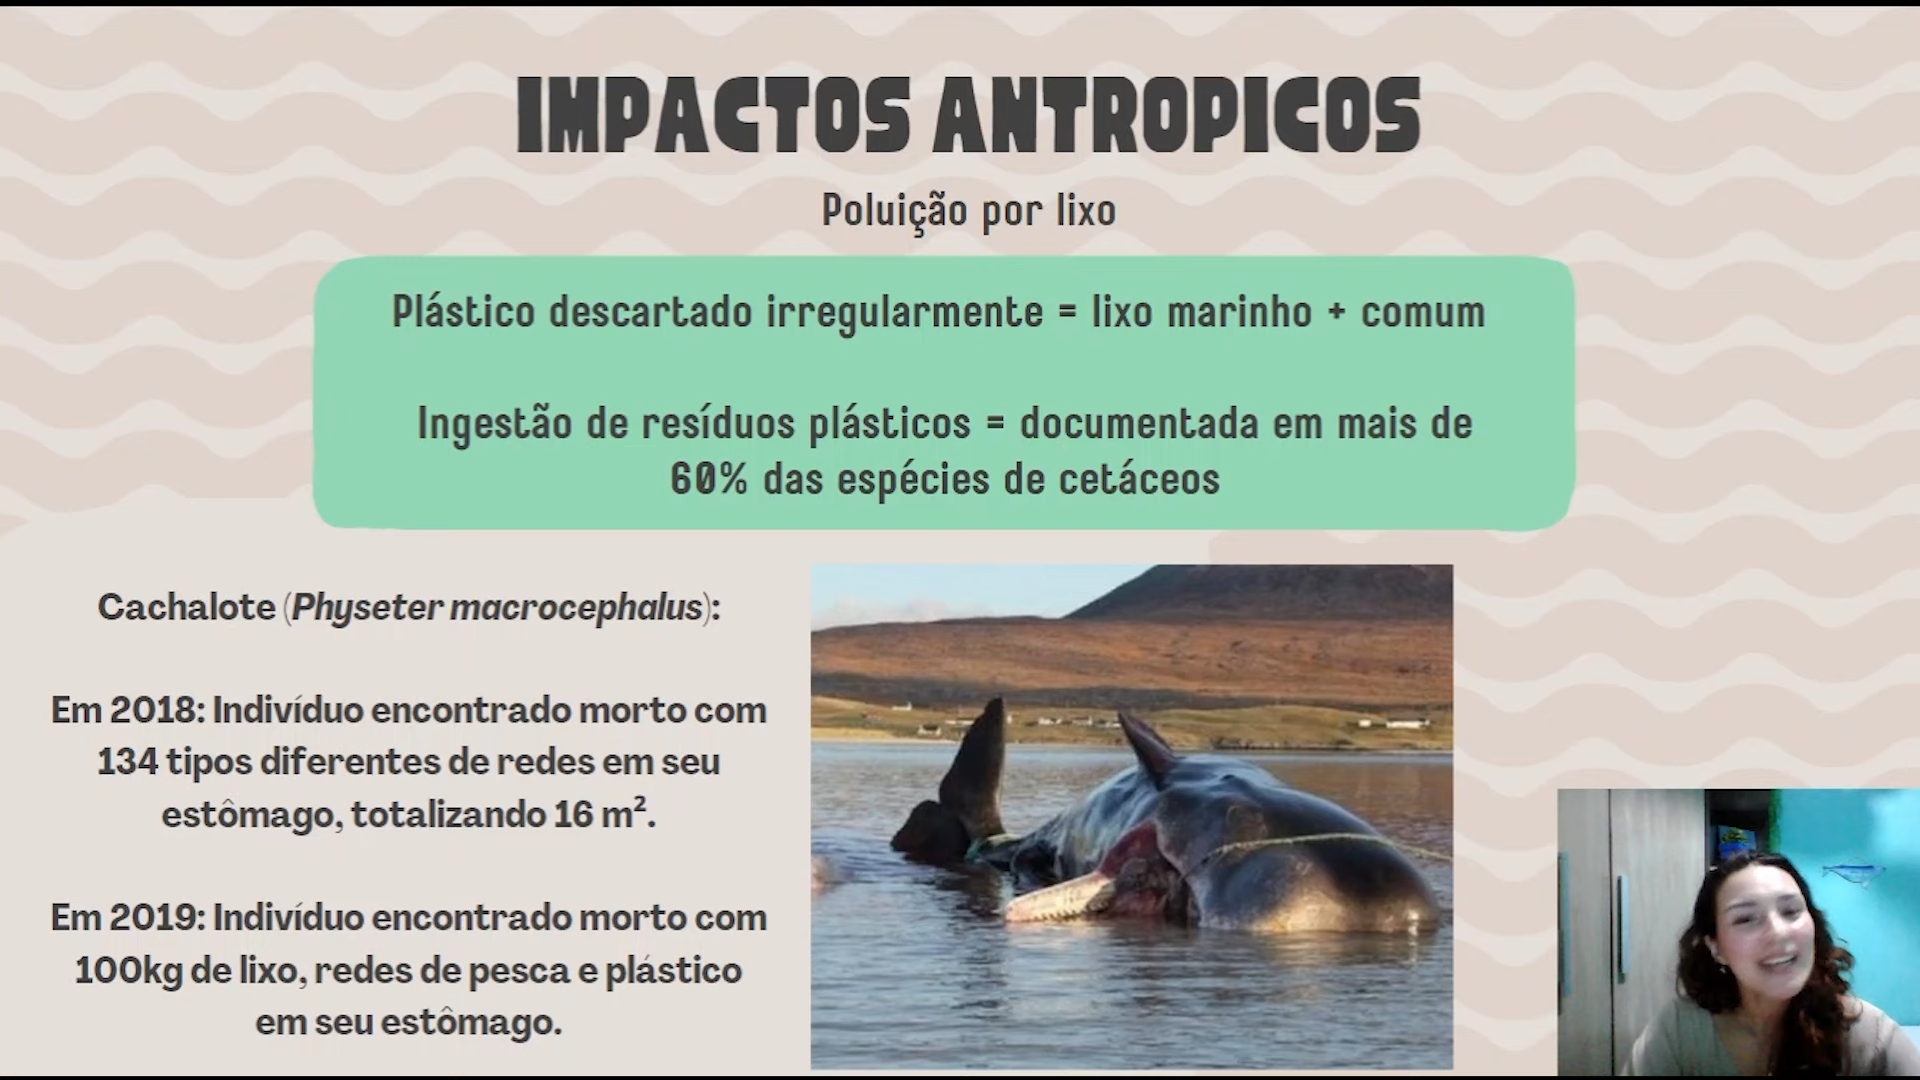 IMPACTOS ANTROPICOS
Poluição por lixo
Plástico descartado irregularmente = lixo marinho + comum
Ingestão de resíduos plásticos = documentada em mais de
60% das espécies de cetáceos
Cachalote (Physeter macrocephalus):
Em 2018: Indivíduo encontrado morto com
134 tipos diferentes de redes em seu
estômago, totalizando 16 m².
Em 2019: Indivíduo encontrado morto com
100kg de lixo, redes de pesca e plástico
em seu estômago.